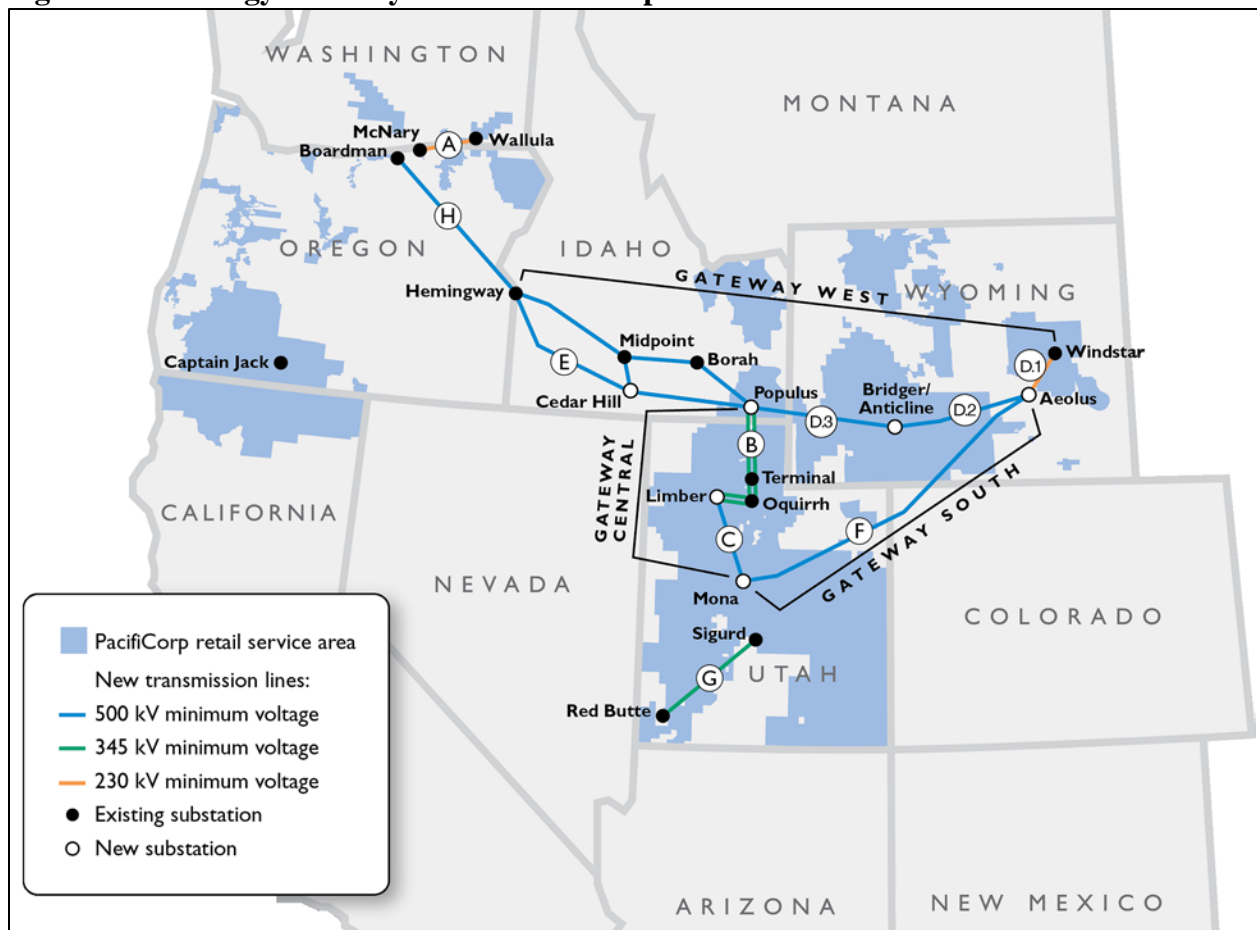 WASHINGTON
MONTANA
McNary
A
Wallula
Boardman
H
OREGON
IDAHO
GATEWAY WEST
WYOMING
Hemingway
Midpoint
Borah
Windstar
Captain Jack
E
D.1
Cedar Hill
Populus
Bridger/
Anticline
D.2
Aeolus
D.3
B
GATEWAY
CENTRAL
Terminal
Limber
Oquirrh
CALIFORNIA
C
F
GATEWAY SOUTH
NEVADA
Mona
COLORADO
Sigurd
UTAH
G
Red Butte
PacifiCorp retail service area
New transmission lines:
500 kV minimum voltage
345 kV minimum voltage
230 kV minimum voltage
Existing substation
New substation
ARIZONA
NEW MEXICO